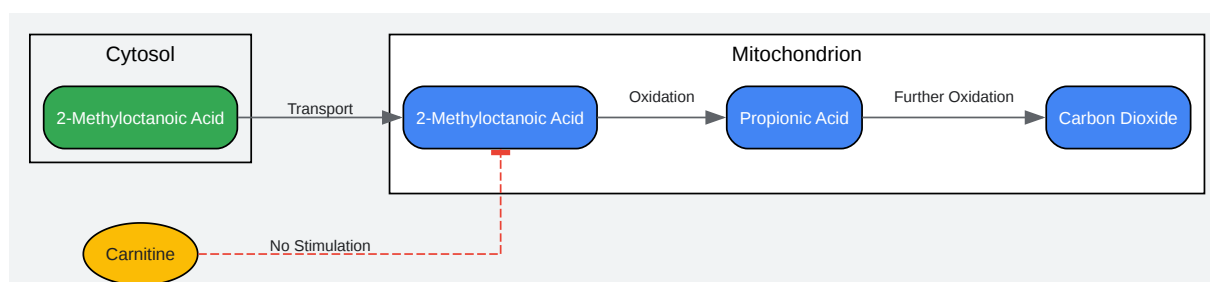 Cytosol
Mitochondrion
2-Methyloctanoic Acid
Transport
2-Methyloctanoic Acid
Oxidation
Propionic Acid
Further Oxidation
Carbon Dioxide
Carnitine
No Stimulation